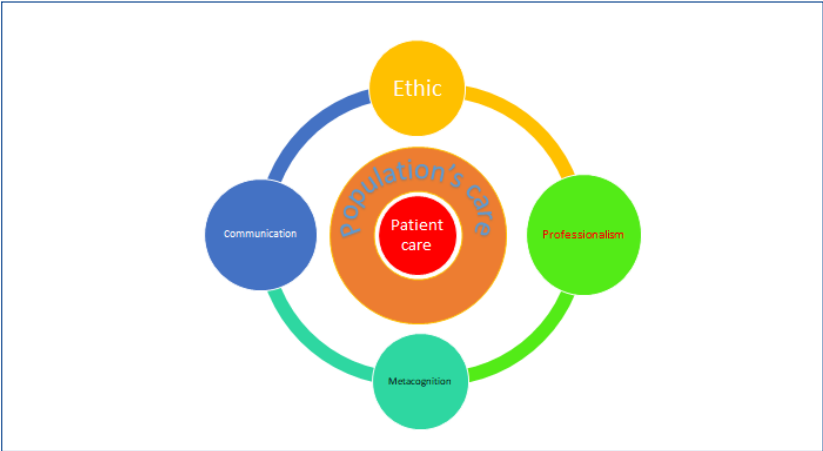 Ethic
Population's care
Patient
care
Communication
Professionalism
Metacognition